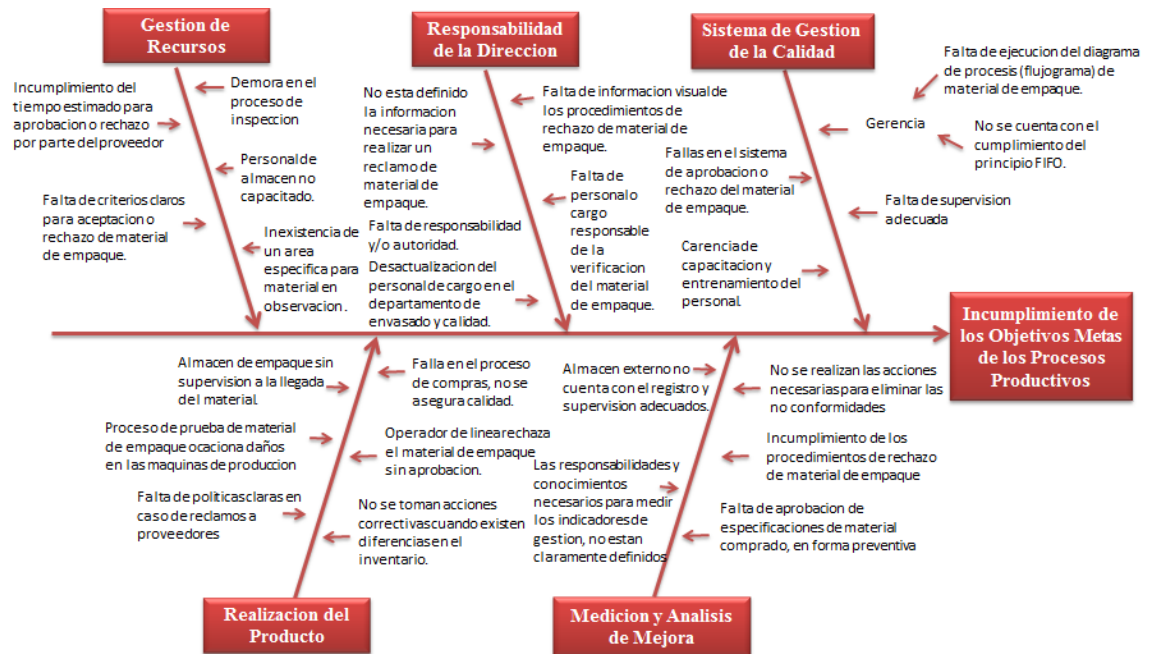 Gestion de
Recursos
Responsabilidad
de la Direccion
Sistema de Gestion
de la Calidad
Incumplimiento del
tiempo estimado para
aprobacion o rechazo
por parte del proveedor
Demora en el
proceso de
inspeccion
Personal de
almacen no
capacitado.
Falta de criterios claros
para aceptacion o
rechazo de material
de empaque.
Inexistencia de
un area
especifica para
material en
observacion.
No esta definido
la informacion
necesaria para
realizar un
reclamo de
material de
empaque.
Falta de responsabilidad
y/o autoridad.
Desactualizacion del
personal de cargo en el
departamento de
envasado y calidad.
Falta de informacion visual
de los procedimientos de
rechazo de material de
empaque.
Falta de
personal o
cargo
responsable
de la
verificacion
del material
de empaque.
Fallas en el sistema
de aprobacion o
rechazo del material
de empaque.
Carencia de
capacitacion y
entrenamiento del
personal.
Falta de ejecucion del diagrama
de procesis (flujograma) de
material de empaque.
Gerencia
No se cuenta con el
cumplimiento del
principio FIFO.
Falta de supervision
adecuada
Incumplimiento de
los Objetivos Metas
de los Procesos
Productivos
Almacen de empaque sin
supervision a la llegada
del material.
Proceso de prueba de material
de empaque ocaciona daños
en las maquinas de produccion
Falta de politicas claras en
caso de reclamos a
proveedores
Falla en el proceso
de compras, no se
asegura calidad.
Operador de linea rechaza
el material de empaque
sin aprobacion.
No se toman acciones
correctivas cuando existen
diferencias en el
inventario.
Almacen externo no
cuenta con el registro y
supervision adecuados.
Las responsabilidades y
conocimientos
necesarios para medir
los indicadores de
gestion, no estan
claramente definidos
No se realizan las acciones
necesarias para eliminar las
no conformidades
Incumplimiento de los
procedimientos de rechazo
de material de empaque
Falta de aprobacion de
especificaciones de material
comprado, en forma preventiva
Realizacion del
Producto
Medicion y Analisis
de Mejora